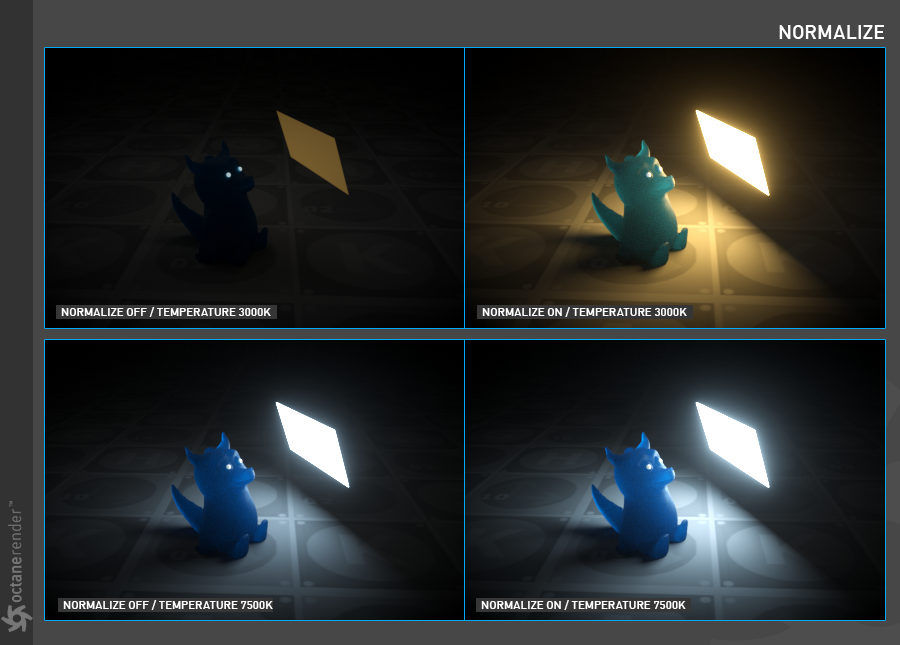 NORMALIZE
NORMALIZE OFF / TEMPERATURE 3000K
NORMALIZE ON / TEMPERATURE 3000K
NORMALIZE OFF / TEMPERATURE 7500K
NORMALIZE ON / TEMPERATURE 7500K
octanerender™